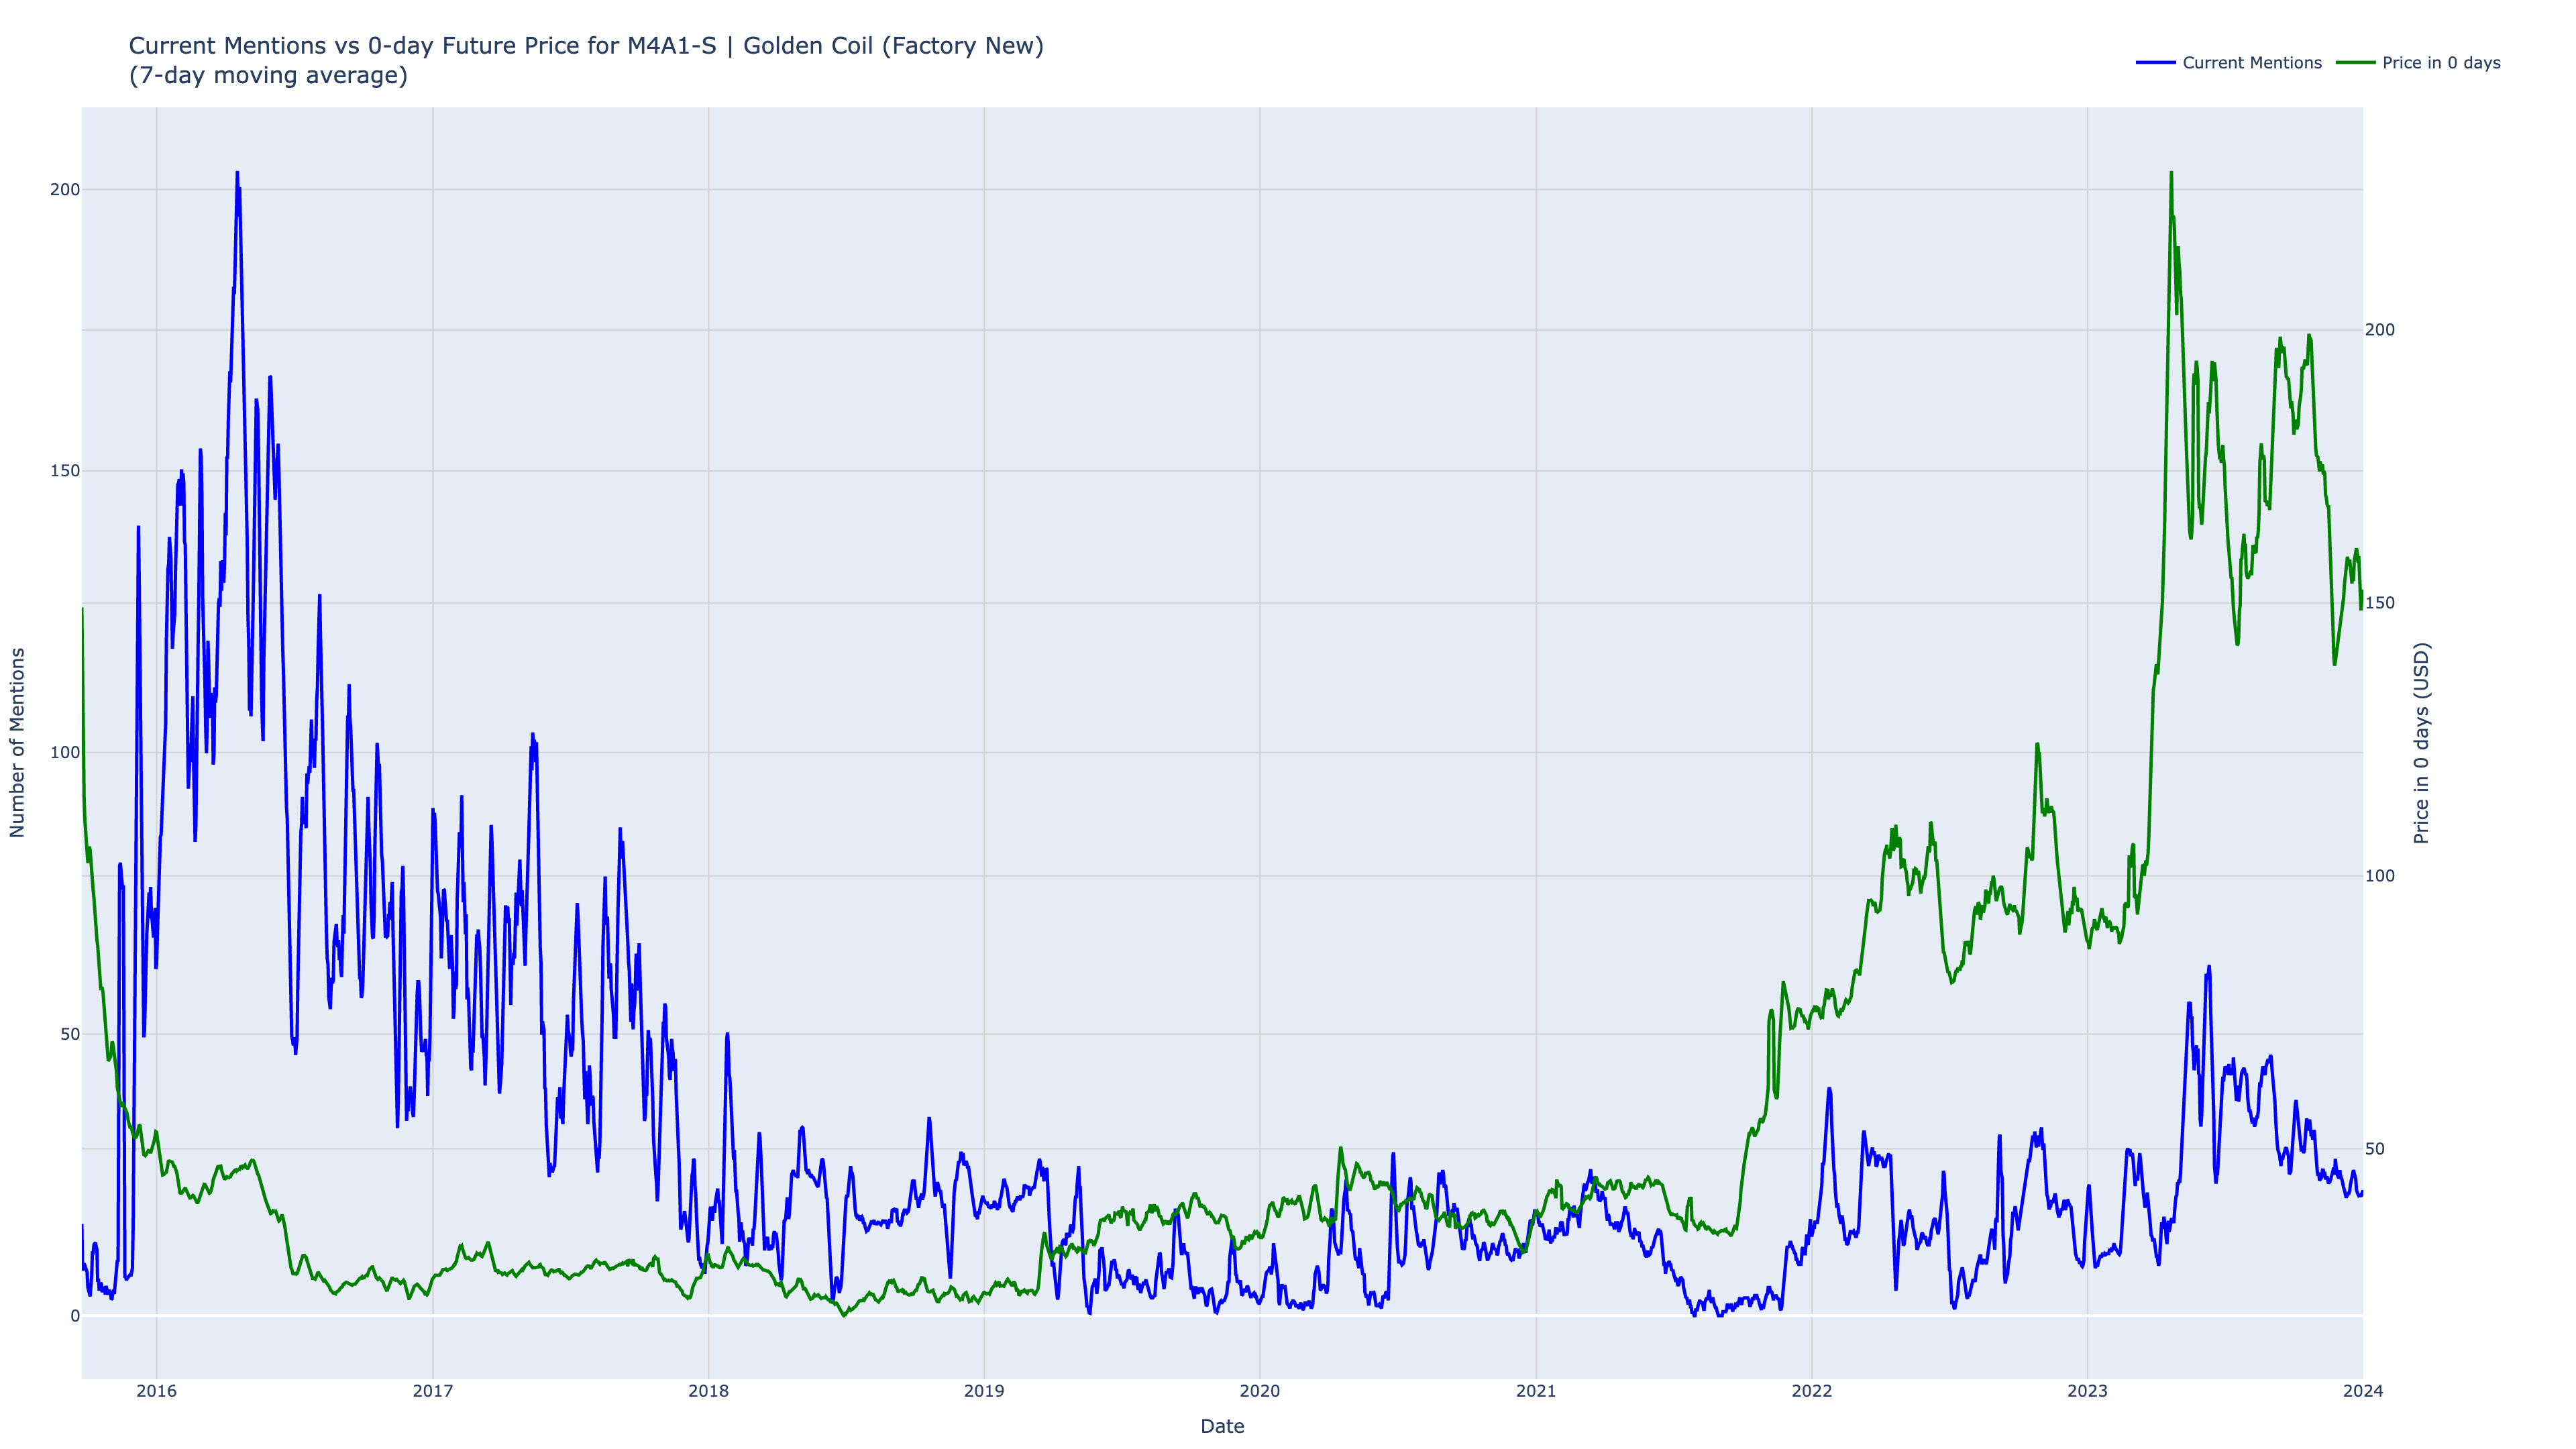 Current Mentions vs 0-day Future Price for M4A1-S | Golden Coil (Factory New)
(7-day moving average)
Current Mentions
Price in 0 days
200
150
100
50
0
Number of Mentions
200
150
100
50
Price in 0 days (USD)
2016
2017
2018
2019
2020
2021
2022
2023
2024
Date